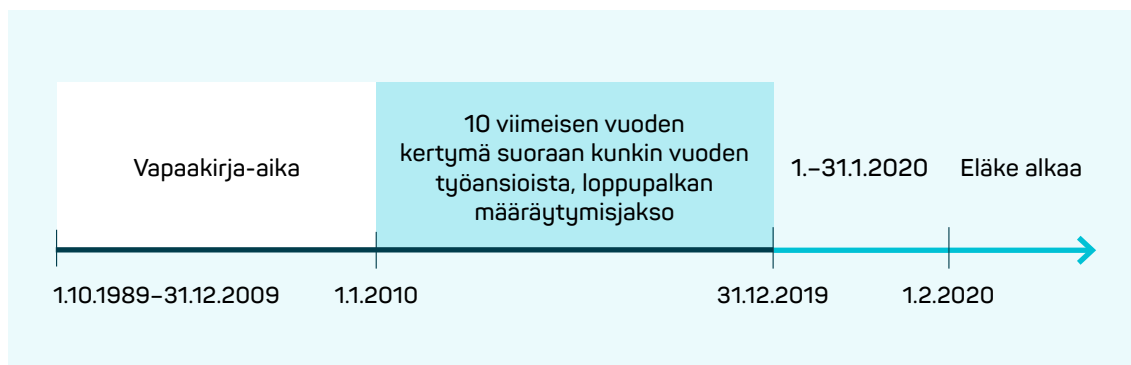 Vapaakirja-aika
10 viimeisen vuoden
kertymä suoraan kunkin vuoden
työansioista, loppupalkan
määräytymisjakso
1.–31.1.2020
Eläke alkaa
1.10.1989–31.12.2009
1.1.2010
31.12.2019
1.2.2020